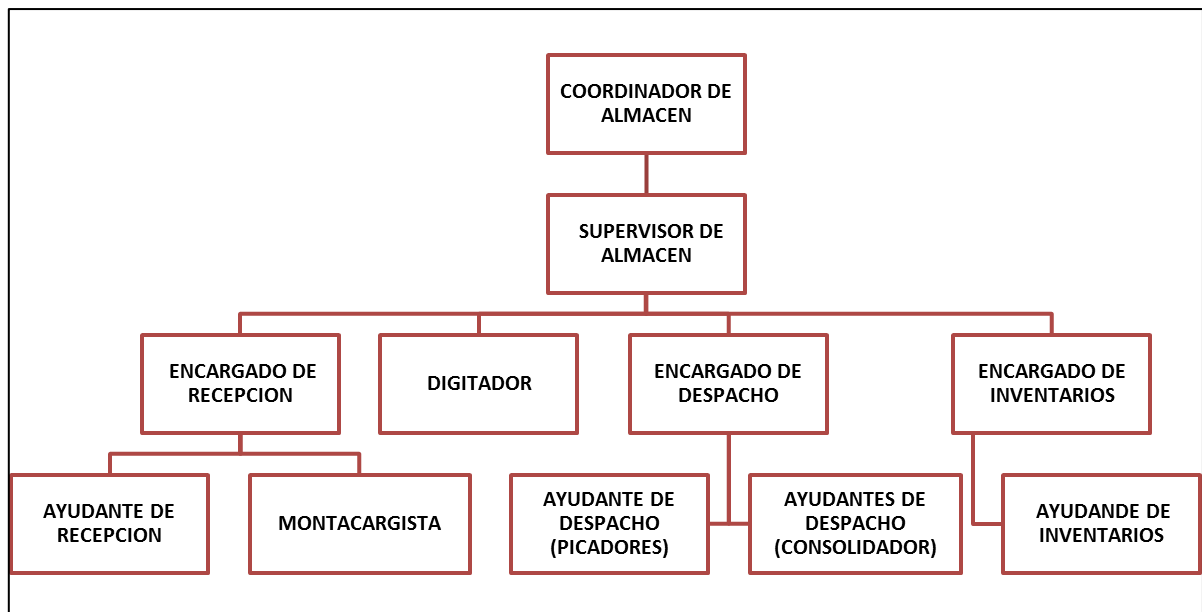 COORDINADOR DE
ALMACEN
SUPERVISOR DE
ALMACEN
ENCARGADO DE
RECEPCION
DIGITADOR
ENCARGADO DE
DESPACHO
ENCARGADO DE
INVENTARIOS
AYUDANTE DE
RECEPCION
MONTACARGISTA
AYUDANTE DE
DESPACHO
(PICADORES)
AYUDANTES DE
DESPACHO
(CONSOLIDADOR)
AYUDANDE DE
INVENTARIOS